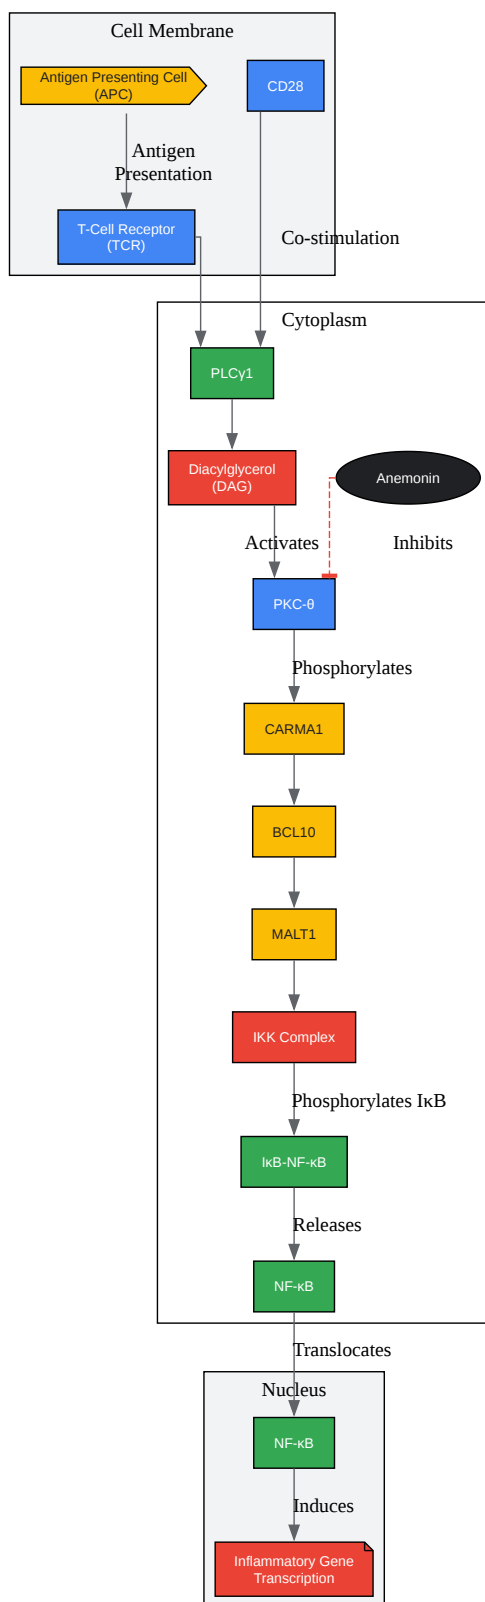 Cell Membrane
Antigen Presenting Cell
(APC)
CD28
Antigen
Presentation
T-Cell Receptor
(TCR)
Co-stimulation
Cytoplasm
PLCγ1
Diacylglycerol
(DAG)
Anemonin
Activates
Inhibits
PKC-θ
Phosphorylates
CARMA1
BCL10
MALT1
IKK Complex
Phosphorylates IκB
IκB-NF-κB
Releases
NF-κB
Translocates
Nucleus
NF-κB
Induces
Inflammatory Gene
Transcription